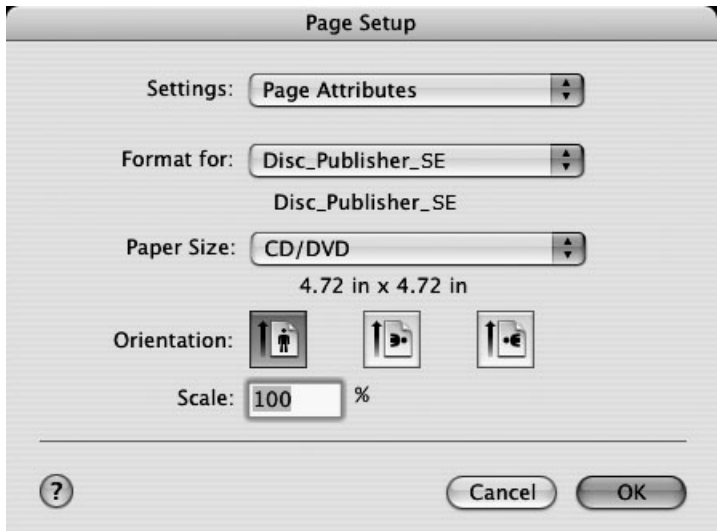 Page Setup
Settings: Page Attributes
Format for: Disc_Publisher_SE
Disc_Publisher_SE
Paper Size: CD/DVD
4.72 in x 4.72 in
Orientation:
Scale: 100 %
? Cancel OK